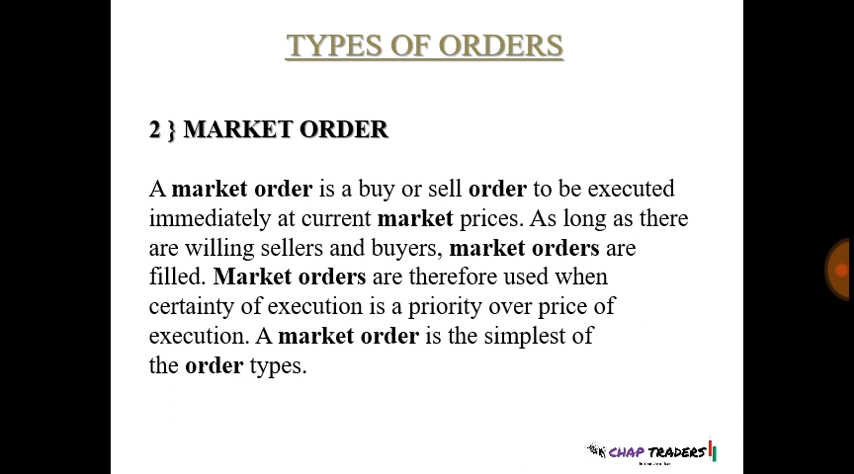 TYPES OF ORDERS
2 } MARKET ORDER
A market order is a buy or sell order to be executed
immediately at current market prices. As long as there
are willing sellers and buyers, market orders are
filled. Market orders are therefore used when
certainty of execution is a priority over price of
execution. A market order is the simplest of
the order types.
CHAP TRADERS